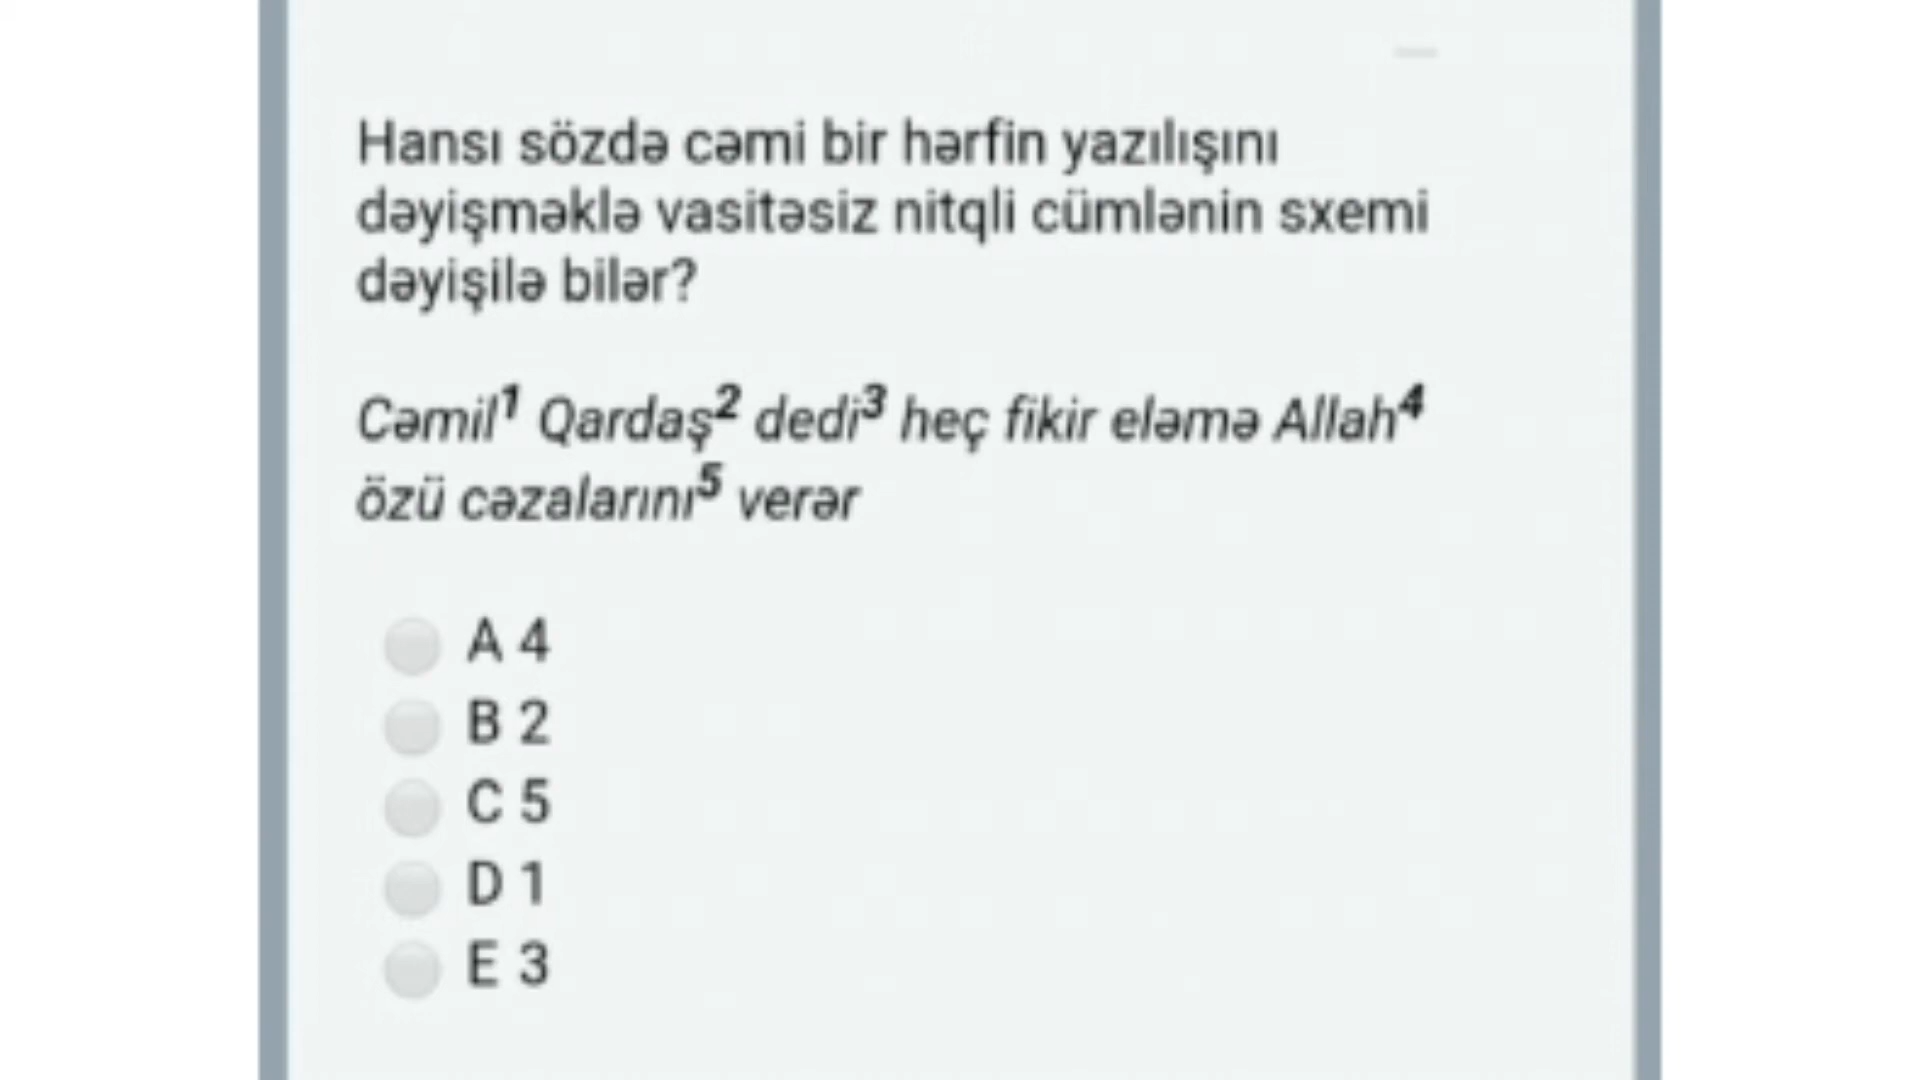 Hansı sözdə cəmi bir hərfin yazılışını
dəyişməklə vasitəsiz nitqli cümlənin sxemi
dəyişilə bilər?
Cəmil¹ Qardaş² dedi³ heç fikir eləmə Allah⁴
özü cəzalarını⁵ verər
A 4
B 2
C 5
D 1
E 3